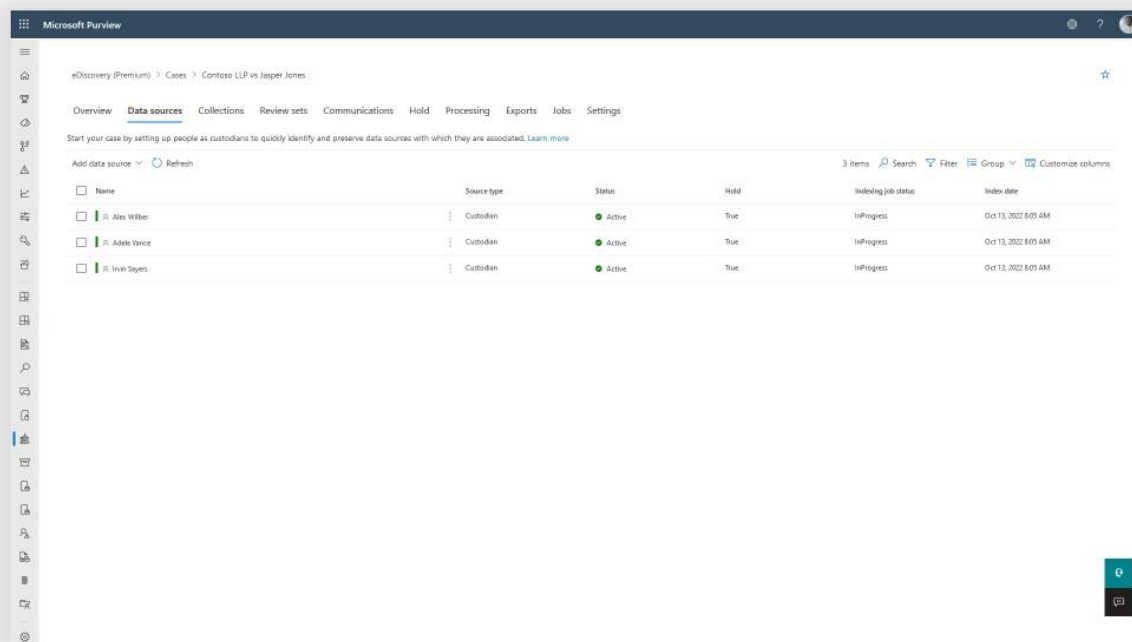 Microsoft Purview
?
eDiscovery (Premium) > Cases > Contoso LLP vs Jasper Jones
Overview Data sources Collections Review sets Communications Hold Processing Exports Jobs Settings
Start your case by setting up people as custodians to quickly identify and preserve data sources with which they are associated. Learn more
Add data source Refresh 3 items Search Filter Group Customize columns
Name Source type Status Hold Indexing job status Index date
Alex Wilber Custodian Active True InProgress Oct 13, 2022 8:05 AM
Adele Vance Custodian Active True InProgress Oct 13, 2022 8:05 AM
Irvin Sayers Custodian Active True InProgress Oct 13, 2022 8:05 AM